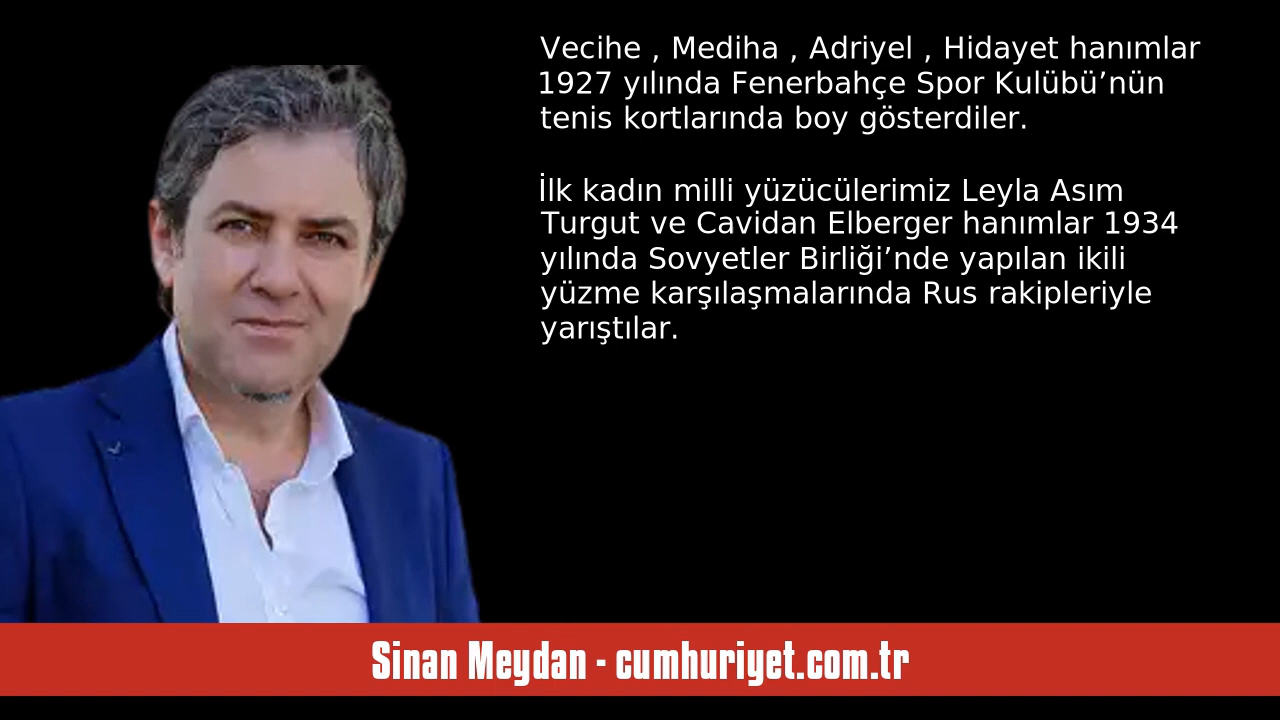 Vecihe , Mediha , Adriyel , Hidayet hanımlar
1927 yılında Fenerbahçe Spor Kulübü’nün
tenis kortlarında boy gösterdiler.
İlk kadın milli yüzücülerimiz Leyla Asım
Turgut ve Cavidan Elberger hanımlar 1934
yılında Sovyetler Birliği’nde yapılan ikili
yüzme karşılaşmalarında Rus rakipleriyle
yarıştılar.
Sinan Meydan - cumhuriyet.com.tr